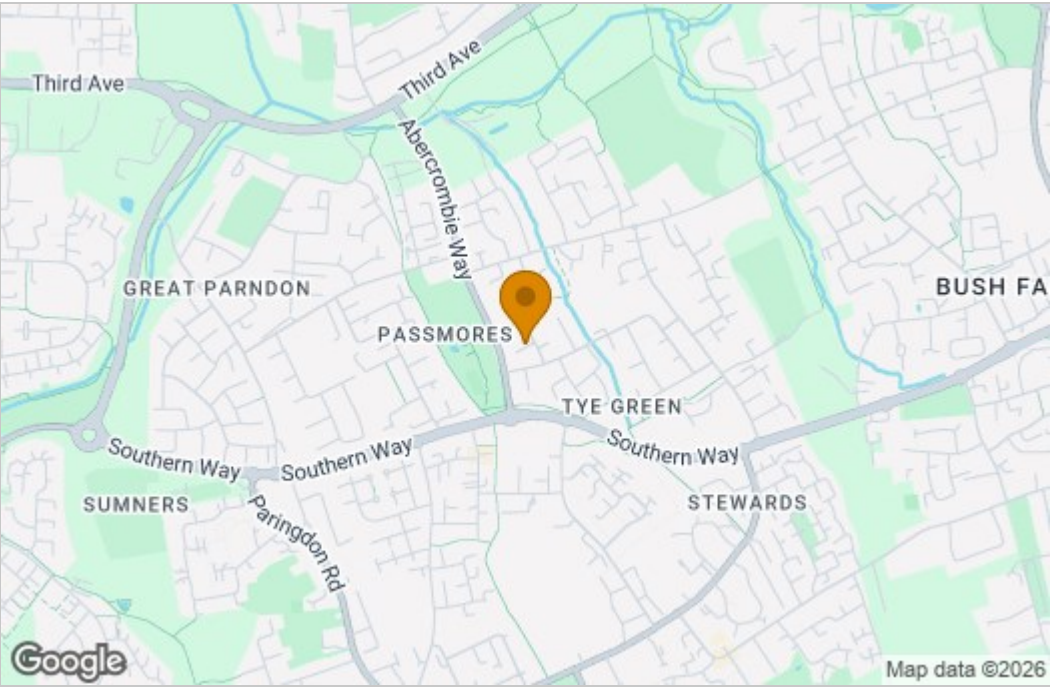 Third Ave
Third Ave
Abercrombie Way
GREAT PARNDON
BUSH FA
PASSMORES
TYE GREEN
Southern Way
Southern Way
Southern Way
SUMNERS
STEWARDS
Paringdon Rd
Google
Map data ©2026